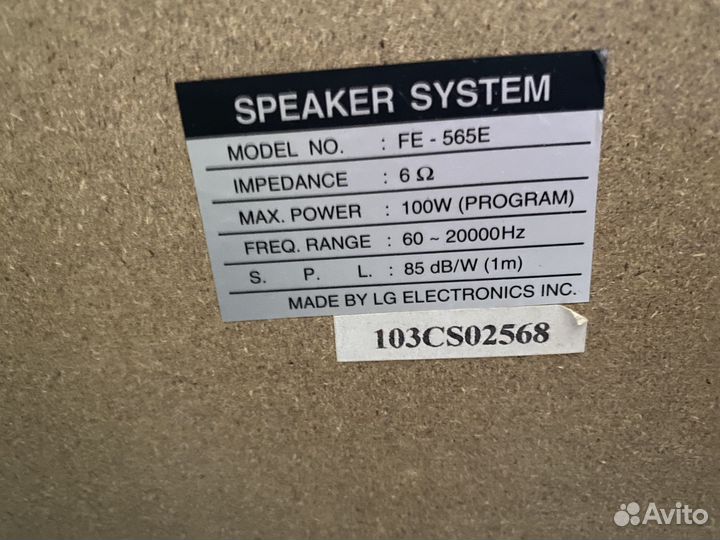 SPEAKER SYSTEM
MODEL NO. : FE - 565E
IMPEDANCE : 6 Ω
MAX. POWER : 100W (PROGRAM)
FREQ. RANGE : 60 ~ 20000Hz
S. P. L. : 85 dB/W (1m)
MADE BY LG ELECTRONICS INC.
103CS02568
Avito